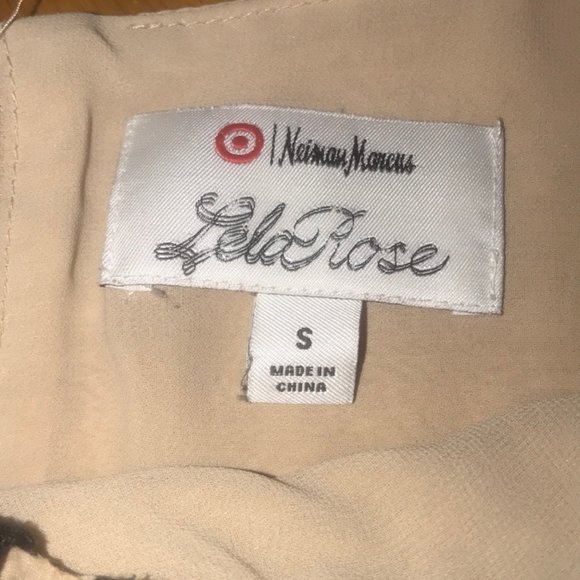 Neiman Marcus
Lela Rose
S
MADE IN
CHINA